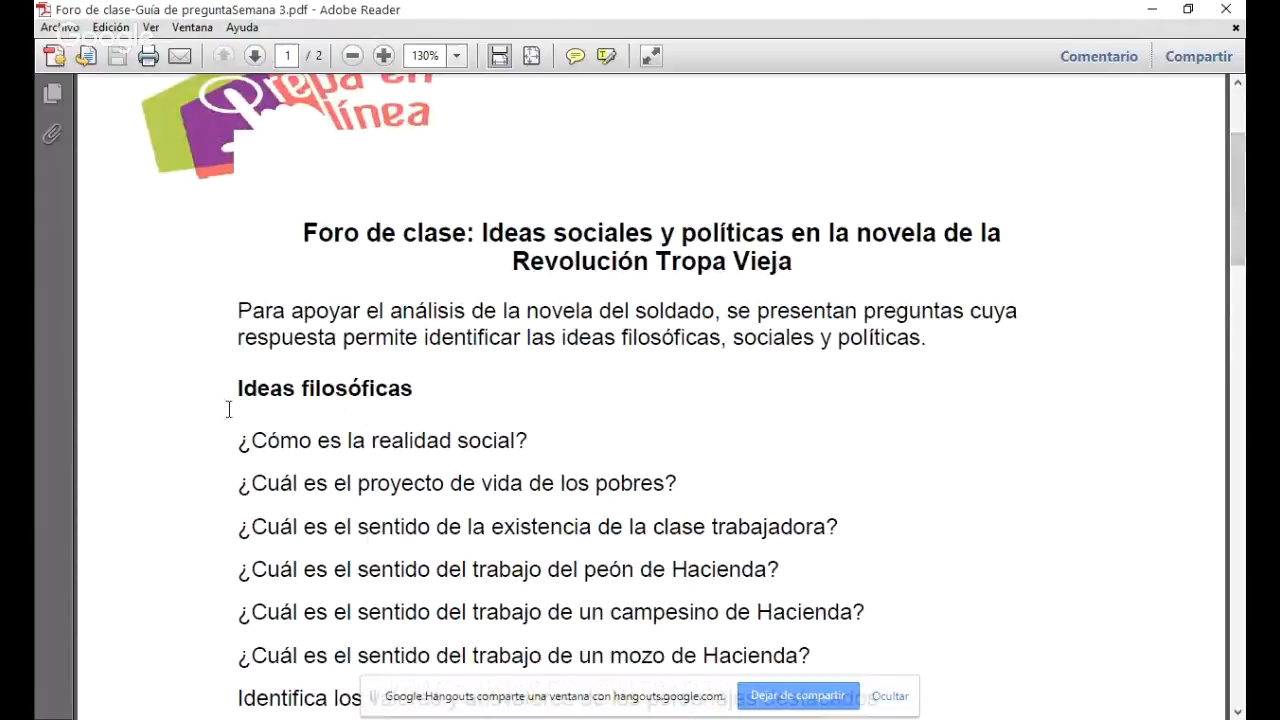 Foro de clase-Guía de preguntaSemana 3.pdf - Adobe Reader
Archivo Edición Ver Ventana Ayuda
Google
1 / 2 130% Comentario Compartir
Prepa en
línea
Foro de clase: Ideas sociales y políticas en la novela de la
Revolución Tropa Vieja
Para apoyar el análisis de la novela del soldado, se presentan preguntas cuya
respuesta permite identificar las ideas filosóficas, sociales y políticas.
Ideas filosóficas
¿Cómo es la realidad social?
¿Cuál es el proyecto de vida de los pobres?
¿Cuál es el sentido de la existencia de la clase trabajadora?
¿Cuál es el sentido del trabajo del peón de Hacienda?
¿Cuál es el sentido del trabajo de un campesino de Hacienda?
¿Cuál es el sentido del trabajo de un mozo de Hacienda?
Identifica los
Google Hangouts comparte una ventana con hangouts.google.com. Dejar de compartir Ocultar